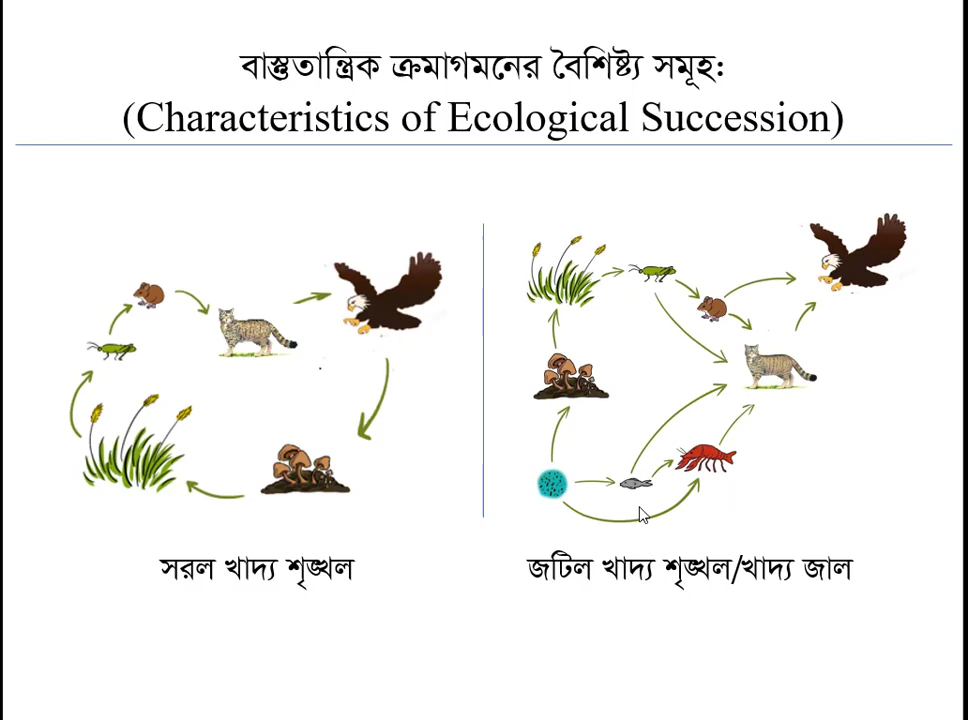 বাস্তুতান্ত্রিক ক্রমাগমনের বৈশিষ্ট্য সমূহ:
(Characteristics of Ecological Succession)
সরল খাদ্য শৃঙ্খল
জটিল খাদ্য শৃঙ্খল/খাদ্য জাল